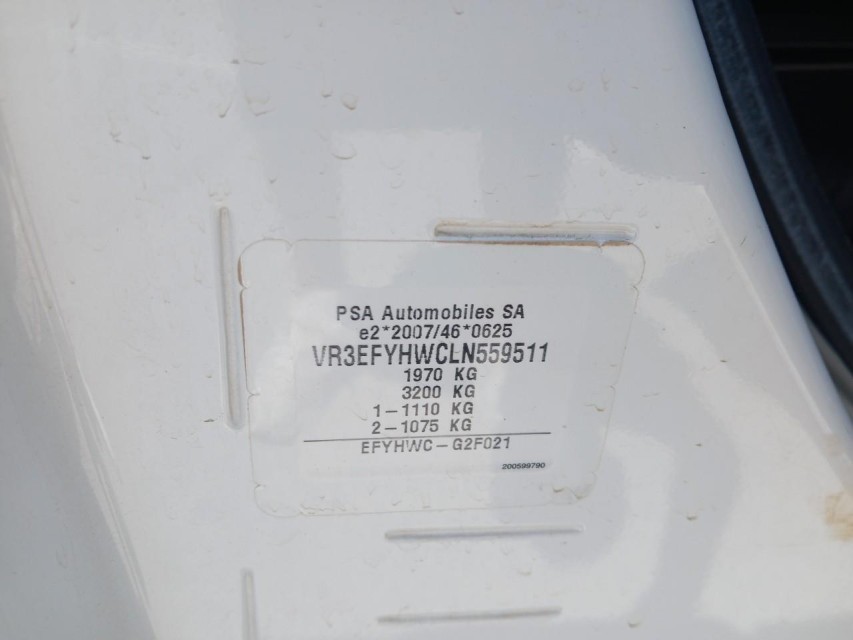 PSA Automobiles SA
e2*2007/46*0625
VR3EFYHWCLN559511
1970 KG
3200 KG
1-1110 KG
2-1075 KG
EFYHWC-G2F021
200599790